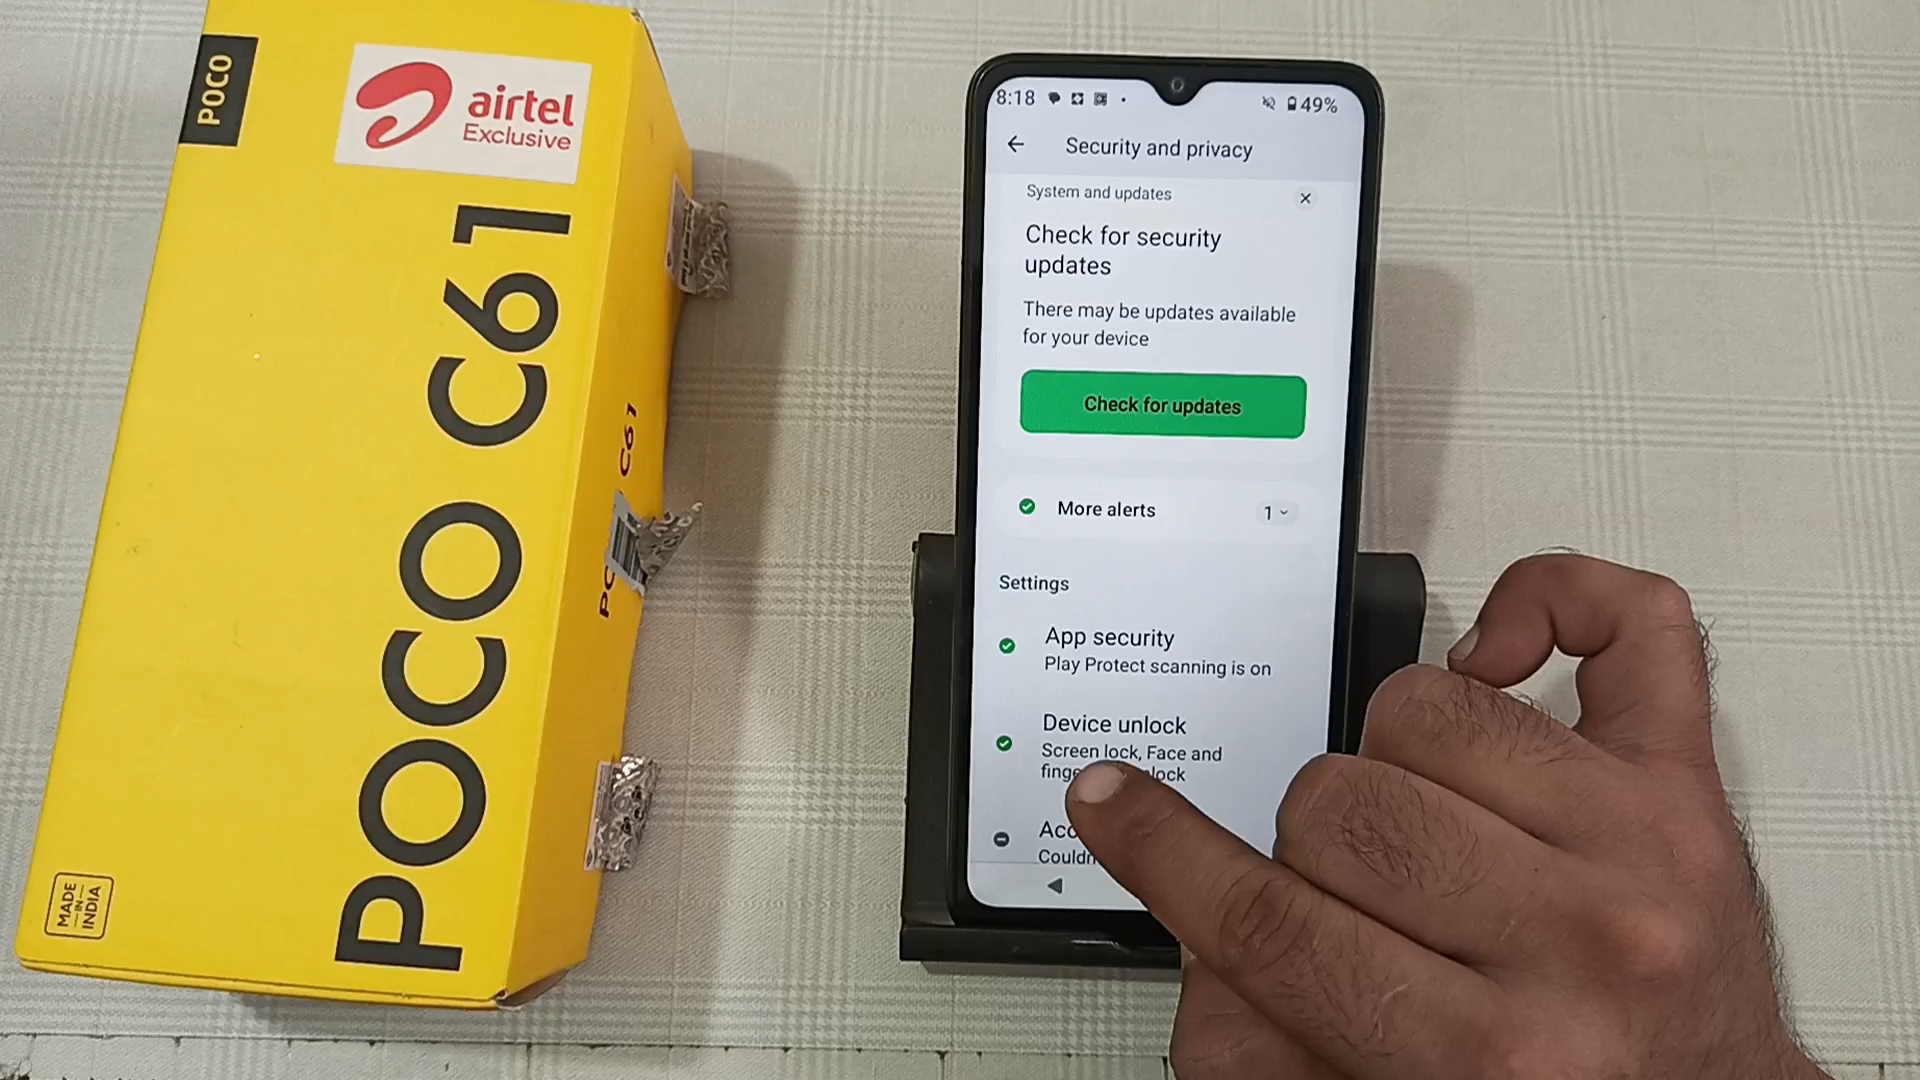 POCO
airtel
Exclusive
POCO C61
MADE
IN
INDIA
C61
8:18
49%
Security and privacy
System and updates
Check for security
updates
There may be updates available
for your device
Check for updates
More alerts
1
Settings
App security
Play Protect scanning is on
Device unlock
Screen lock, Face and